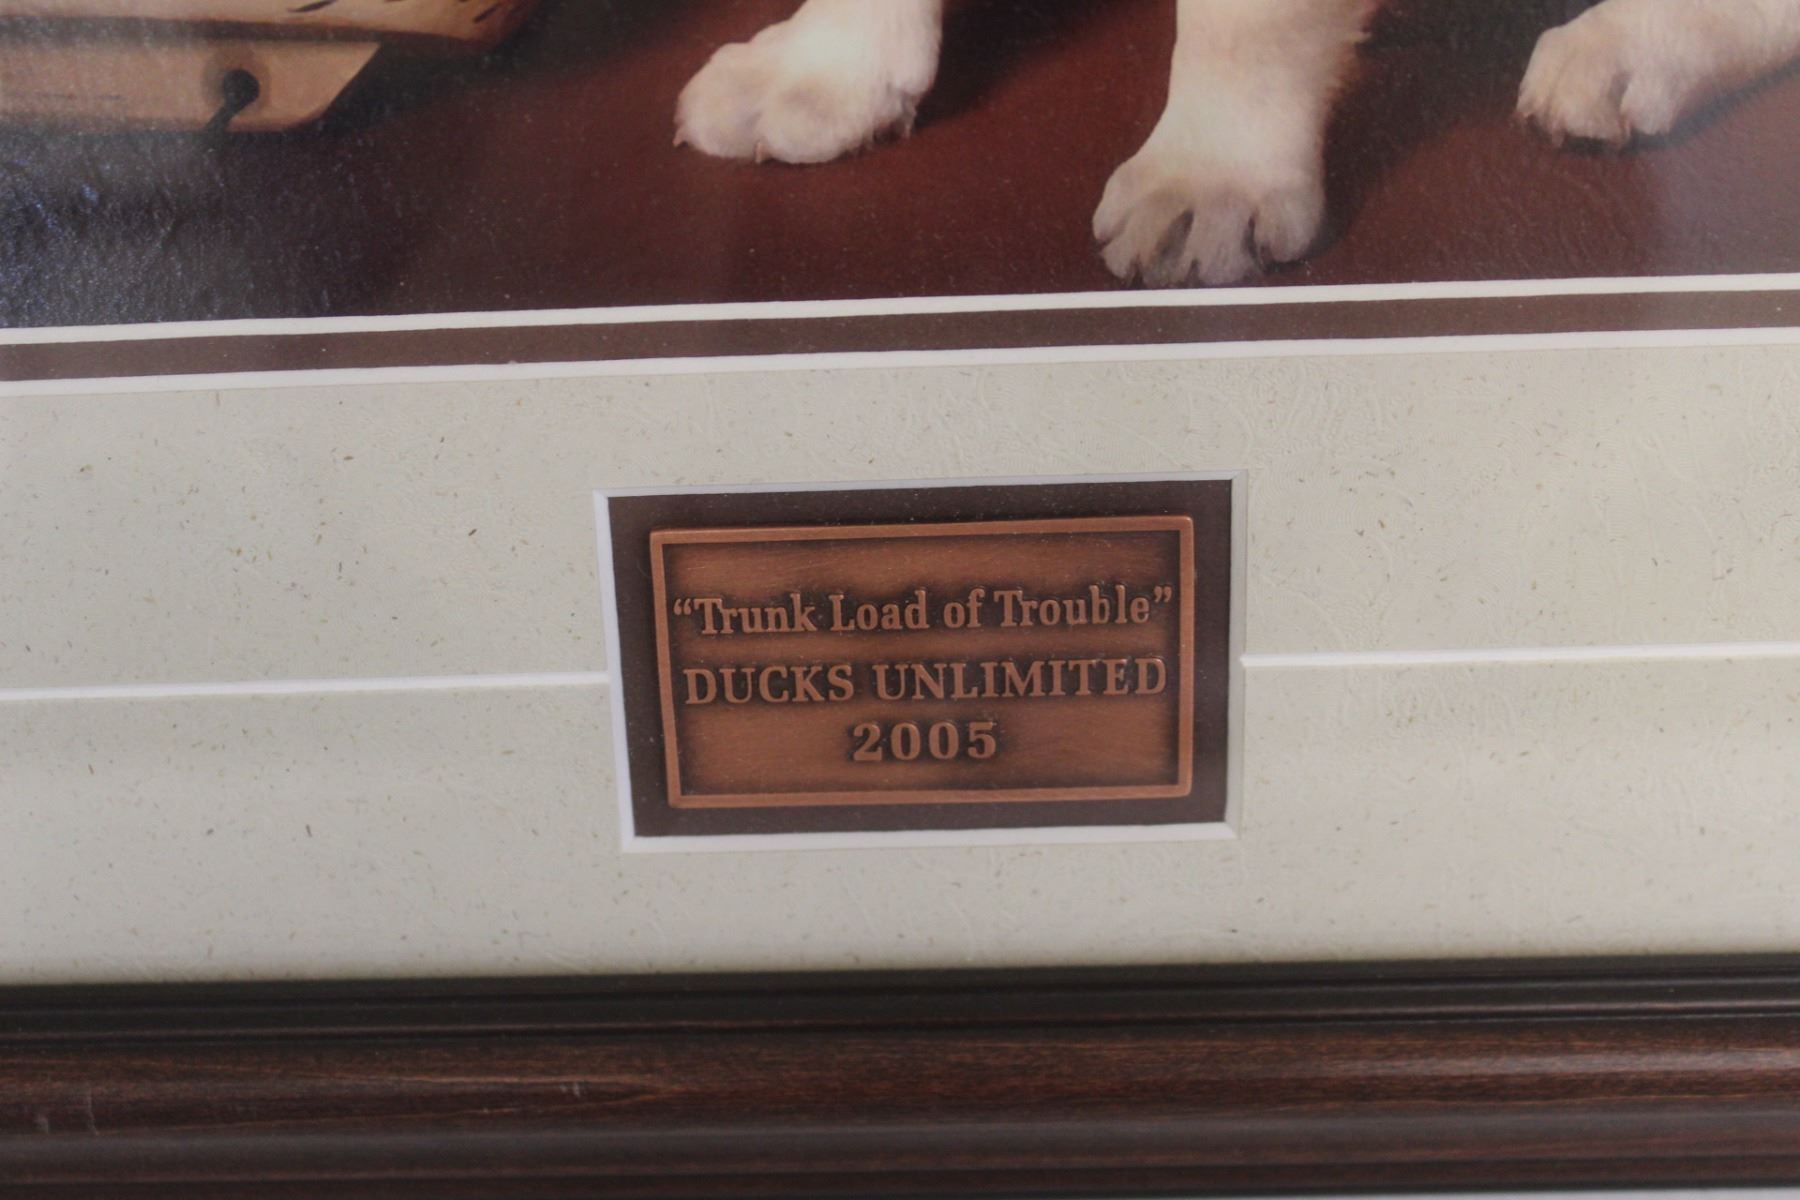 “Trunk Load of Trouble”
DUCKS UNLIMITED
2005